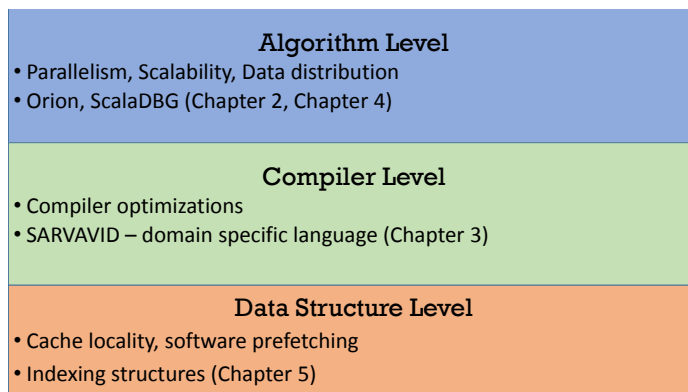 Algorithm Level
• Parallelism, Scalability, Data distribution
• Orion, ScalaDBG (Chapter 2, Chapter 4)
Compiler Level
• Compiler optimizations
• SARVAVID – domain specific language (Chapter 3)
Data Structure Level
• Cache locality, software prefetching
• Indexing structures (Chapter 5)